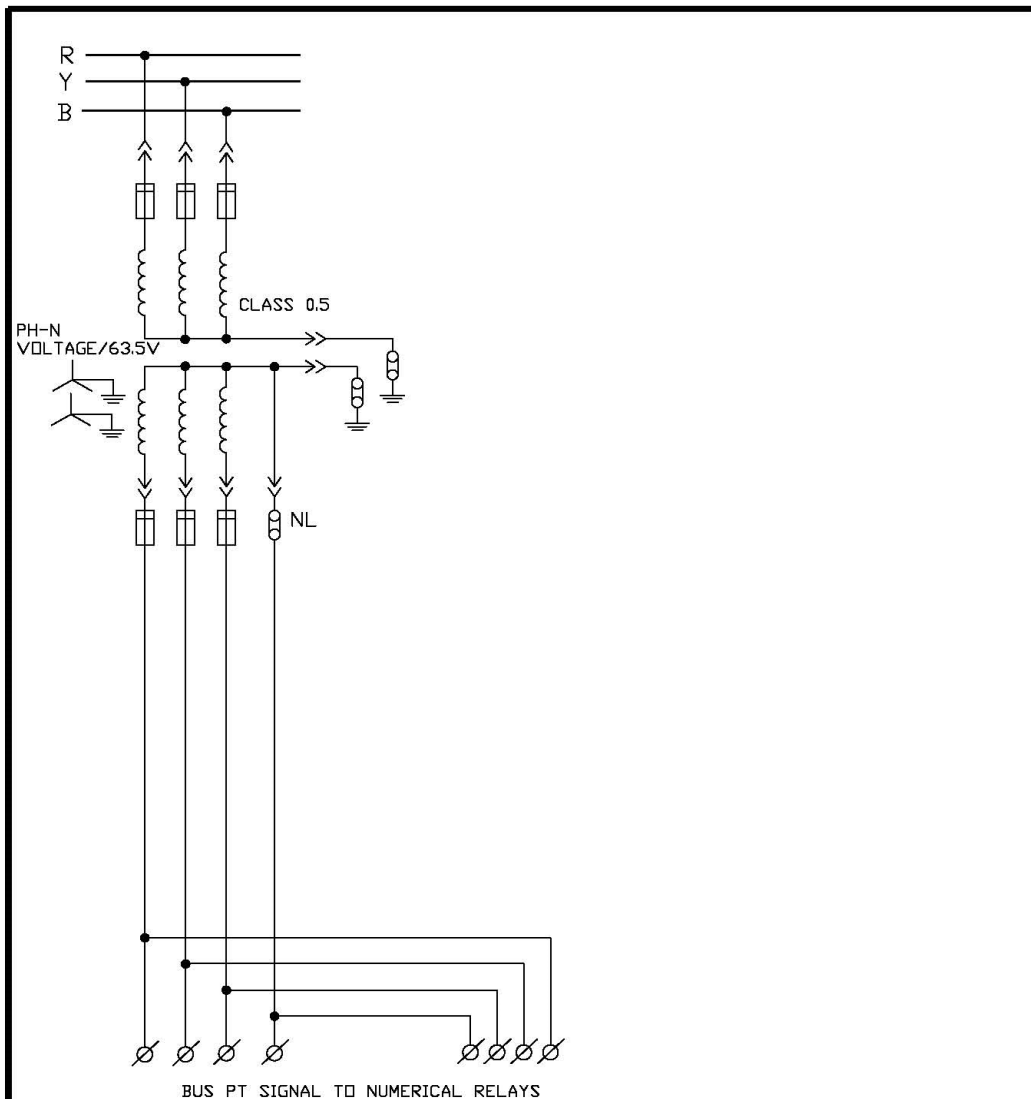 R
Y
B
CLASS 0.5
PH-N
VOLTAGE/63.5V
NL
BUS PT SIGNAL TO NUMERICAL RELAYS